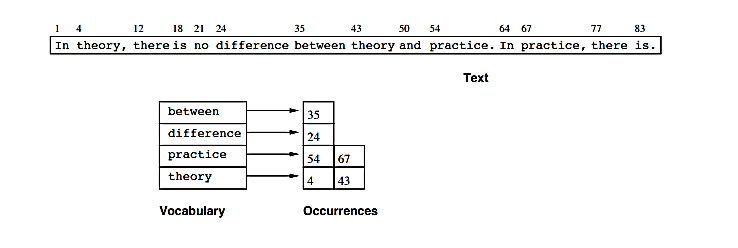 1 4 12 18 21 24 35 43 50 54 64 67 77 83
In theory, there is no difference between theory and practice. In practice, there is.
Text
between 35
difference 24
practice 54 67
theory 4 43
Vocabulary Occurrences